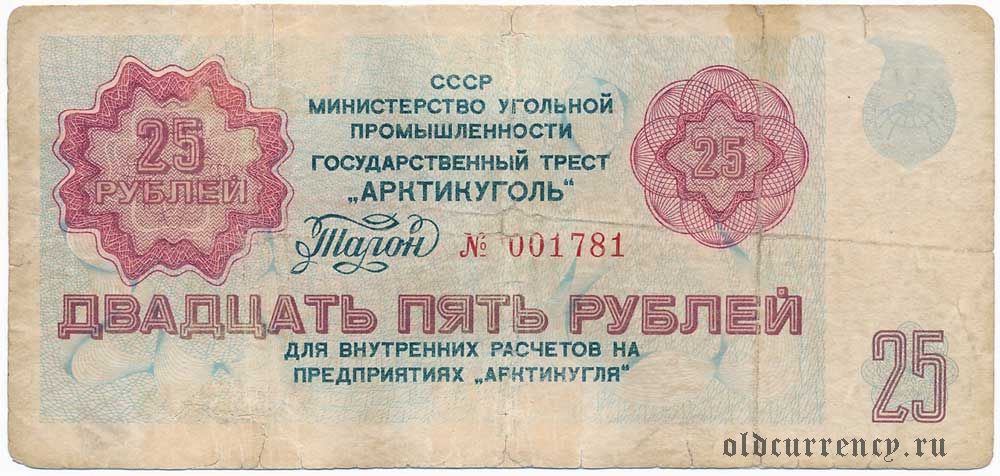 СССР
МИНИСТЕРСТВО УГОЛЬНОЙ
ПРОМЫШЛЕННОСТИ
ГОСУДАРСТВЕННЫЙ ТРЕСТ
„АРКТИКУГОЛЬ“
25
РУБЛЕЙ
25
Талон № 001781
ДВАДЦАТЬ ПЯТЬ РУБЛЕЙ
ДЛЯ ВНУТРЕННИХ РАСЧЕТОВ НА
ПРЕДПРИЯТИЯХ „АРКТИКУГЛЯ“
25
oldcurrency.ru